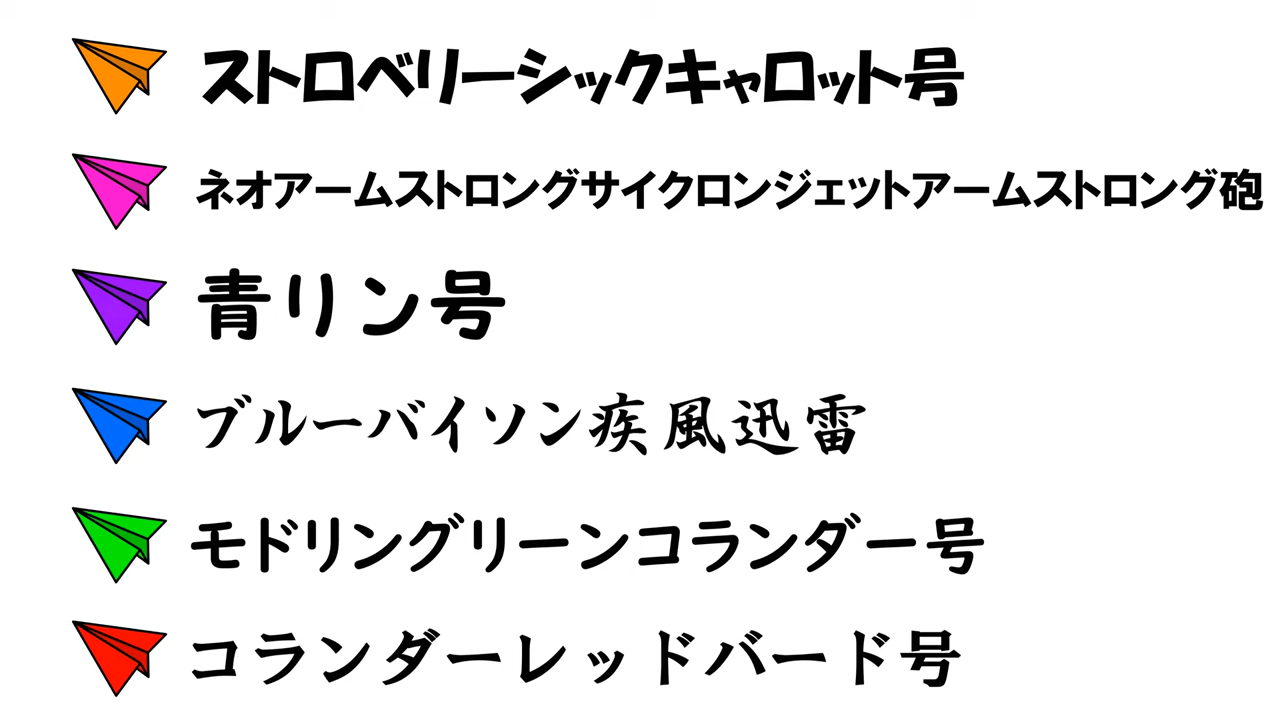 ストロベリーシックキャロット号
ネオアームストロングサイクロンジェットアームストロング砲
青リン号
ブルーバイソン疾風迅雷
モドリングリーンコランダー号
コランダーレッドバード号